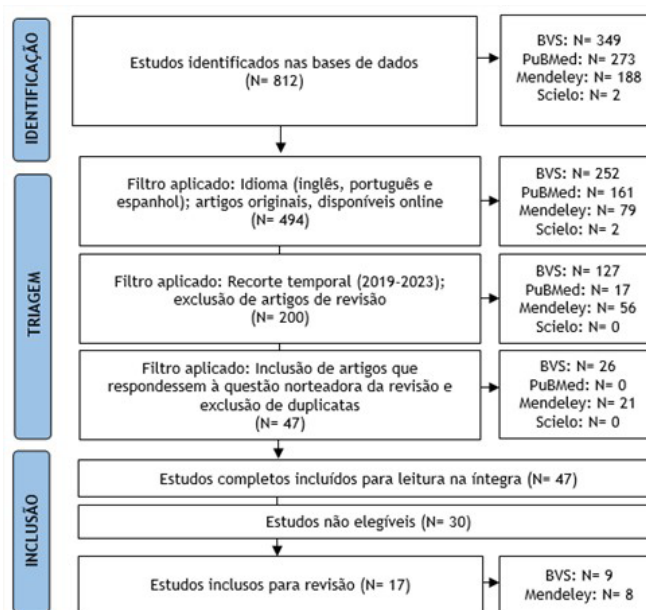 IDENTIFICAÇÃO
Estudos identificados nas bases de dados
(N= 812)
BVS: N= 349
PuBMed: N= 273
Mendeley: N= 188
Scielo: N= 2
TRIAGEM
Filtro aplicado: Idioma (inglês, português e
espanhol); artigos originais, disponíveis online
(N= 494)
BVS: N= 252
PuBMed: N= 161
Mendeley: N= 79
Scielo: N= 2
Filtro aplicado: Recorte temporal (2019-2023);
exclusão de artigos de revisão
(N= 200)
BVS: N= 127
PuBMed: N= 17
Mendeley: N= 56
Scielo: N= 0
Filtro aplicado: Inclusão de artigos que
respondessem à questão norteadora da revisão e
exclusão de duplicatas
(N= 47)
BVS: N= 26
PuBMed: N= 0
Mendeley: N= 21
Scielo: N= 0
INCLUSÃO
Estudos completos incluídos para leitura na íntegra (N= 47)
Estudos não elegíveis (N= 30)
Estudos inclusos para revisão (N= 17)
BVS: N= 9
Mendeley: N= 8